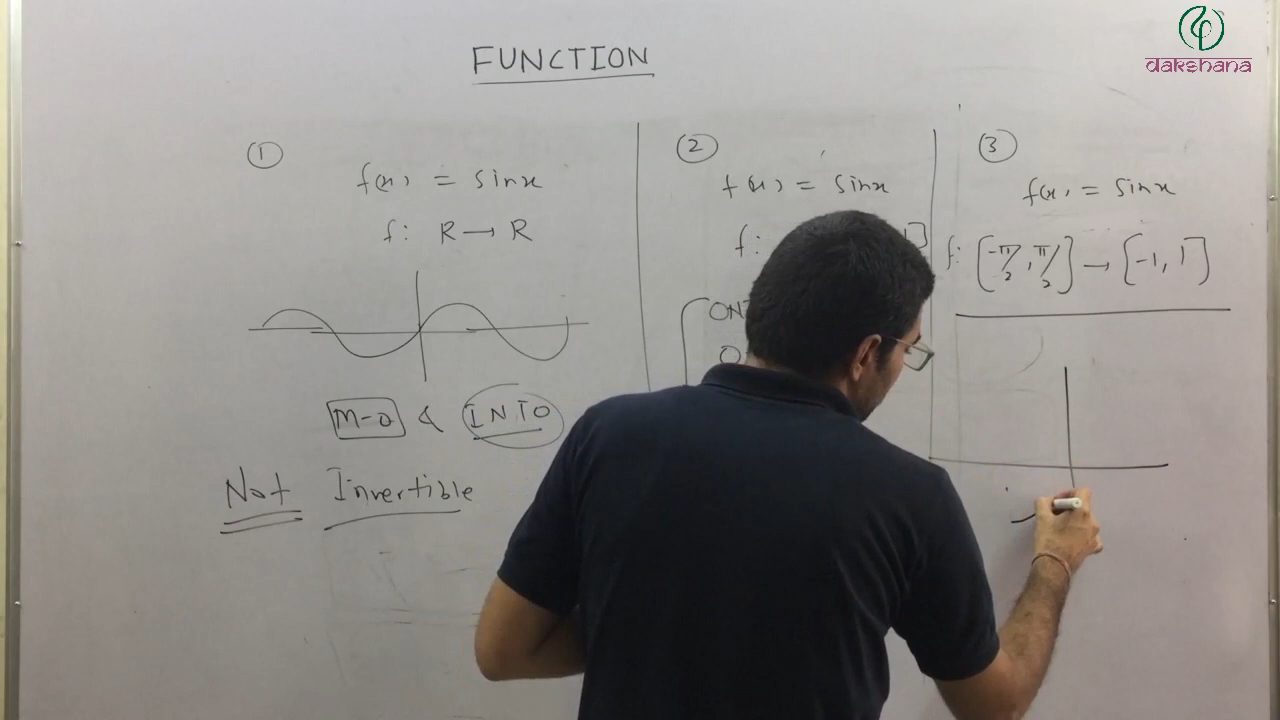 dakshana
FUNCTION
①
f(x) = sinx
f: R → R
M-O & INTO
Not Invertible
②
f(x) = sinx
f:
③
f(x) = sinx
f: [-π/2, π/2] → [-1, 1]